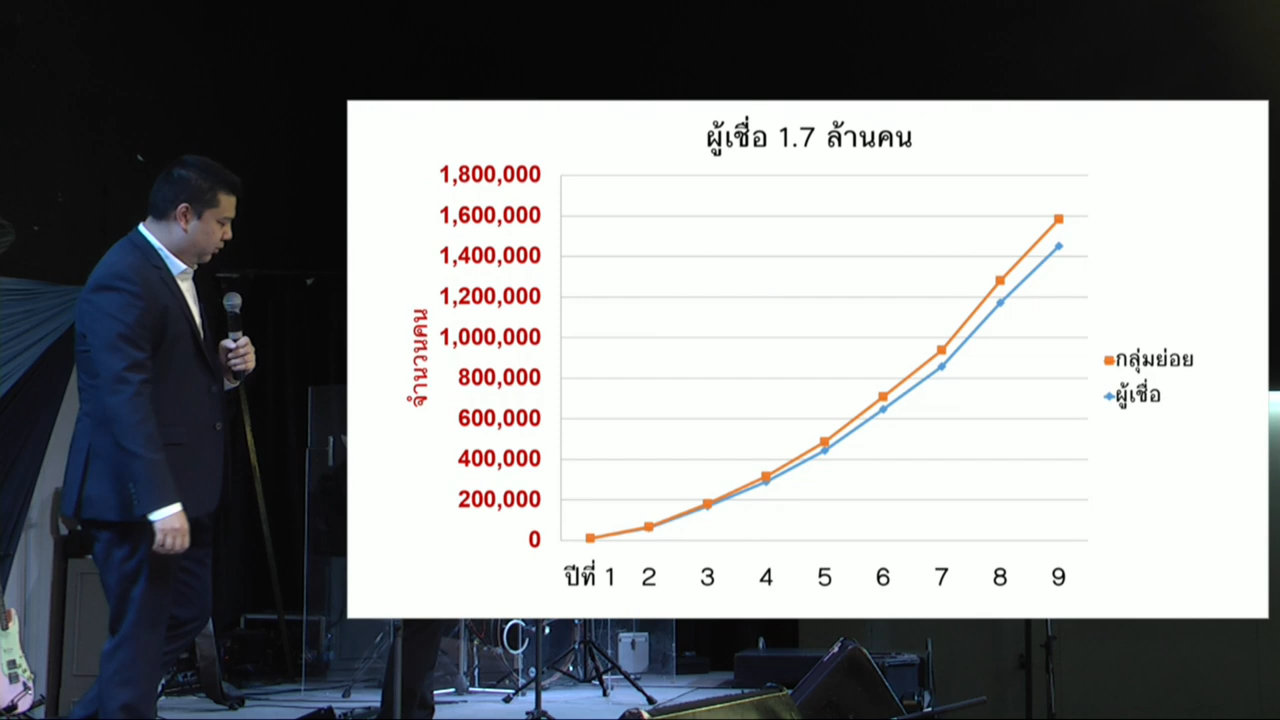 ผู้เชื่อ 1.7 ล้านคน
1,800,000
1,600,000
1,400,000
1,200,000
1,000,000
800,000
600,000
400,000
200,000
0
จำนวนคน
ปีที่ 1 2 3 4 5 6 7 8 9
กลุ่มย่อย
ผู้เชื่อ